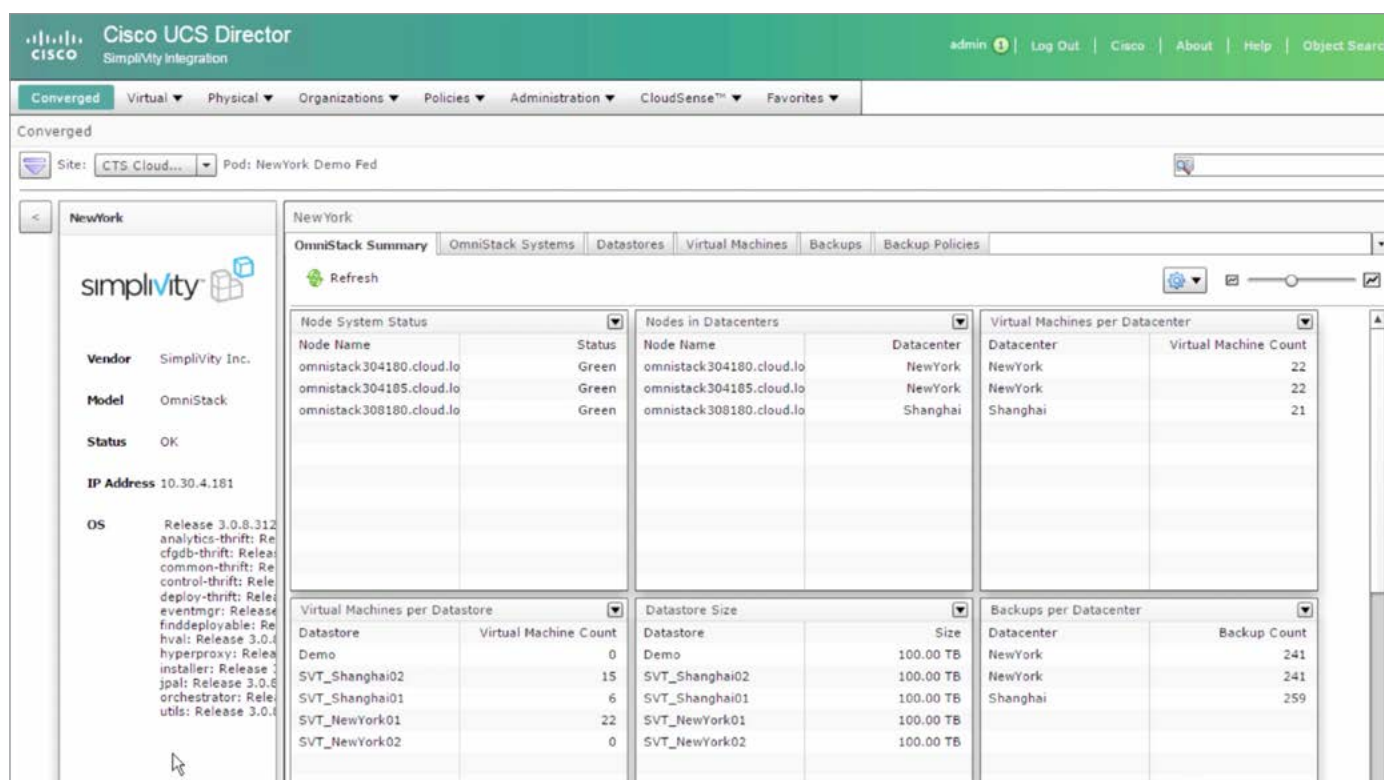 Cisco UCS Director
CISCO
SimpliVity Integration
admin 1 | Log Out | Cisco | About | Help | Object Searc
Converged Virtual Physical Organizations Policies Administration CloudSense™ Favorites
Converged
Site: CTS Cloud... Pod: NewYork Demo Fed
< NewYork
simplivity
Vendor SimpliVity Inc.
Model OmniStack
Status OK
IP Address 10.30.4.181
OS Release 3.0.8.312
analytics-thrift: Re
cfgdb-thrift: Relea
common-thrift: Re
control-thrift: Rele
deploy-thrift: Relea
eventmgr: Release
finddeployable: Re
hval: Release 3.0.
hyperproxy: Relea
installer: Release
jpal: Release 3.0.8
orchestrator: Rele
utils: Release 3.0.
NewYork
OmniStack Summary OmniStack Systems Datastores Virtual Machines Backups Backup Policies
Refresh
Node System Status
Node Name Status
omnistack304180.cloud.lo Green
omnistack304185.cloud.lo Green
omnistack308180.cloud.lo Green
Nodes in Datacenters
Node Name Datacenter
omnistack304180.cloud.lo NewYork
omnistack304185.cloud.lo NewYork
omnistack308180.cloud.lo Shanghai
Virtual Machines per Datacenter
Datacenter Virtual Machine Count
NewYork 22
NewYork 22
Shanghai 21
Virtual Machines per Datastore
Datastore Virtual Machine Count
Demo 0
SVT_Shanghai02 15
SVT_Shanghai01 6
SVT_NewYork01 22
SVT_NewYork02 0
Datastore Size
Datastore Size
Demo 100.00 TB
SVT_Shanghai02 100.00 TB
SVT_Shanghai01 100.00 TB
SVT_NewYork01 100.00 TB
SVT_NewYork02 100.00 TB
Backups per Datacenter
Datacenter Backup Count
NewYork 241
NewYork 241
Shanghai 259